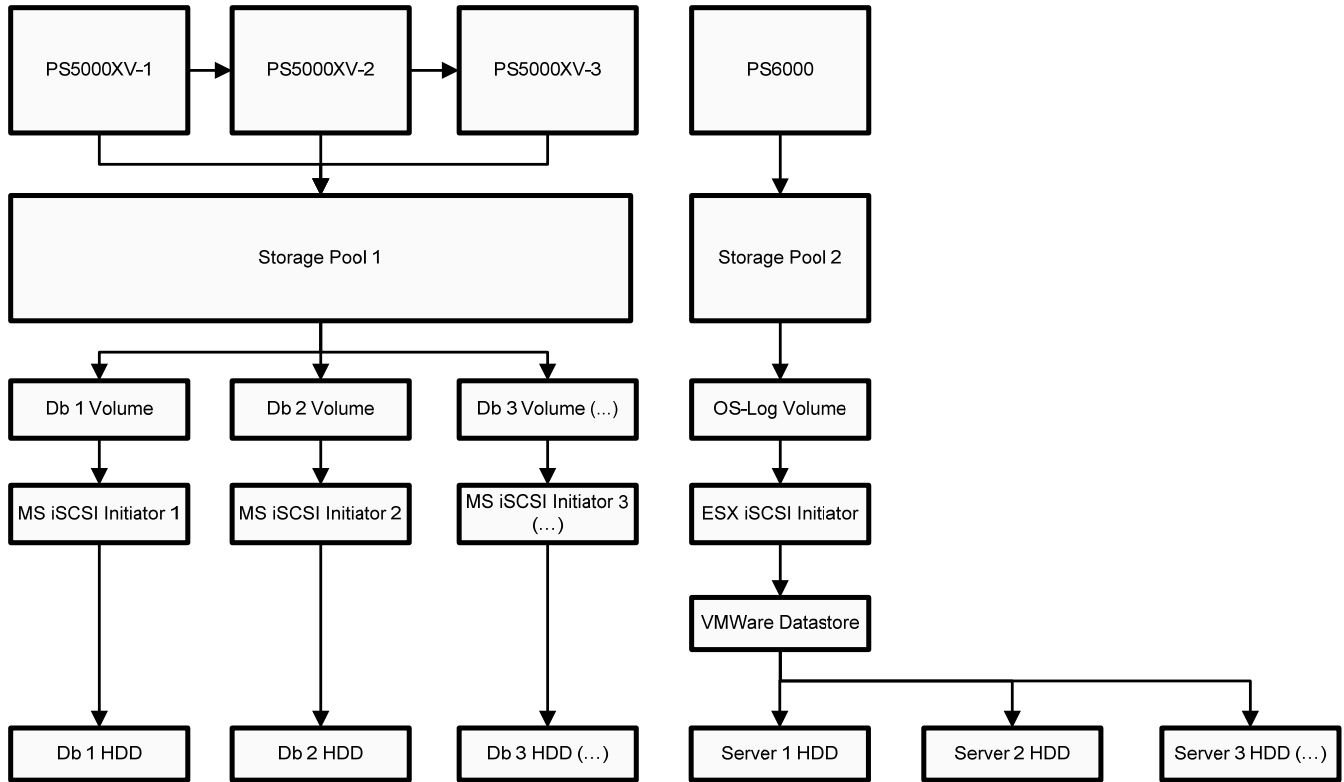 PS5000XV-1
PS5000XV-2
PS5000XV-3
PS6000
Storage Pool 1
Storage Pool 2
Db 1 Volume
Db 2 Volume
Db 3 Volume (...)
OS-Log Volume
MS iSCSI Initiator 1
MS iSCSI Initiator 2
MS iSCSI Initiator 3
(...)
ESX iSCSI Initiator
VMWare Datastore
Db 1 HDD
Db 2 HDD
Db 3 HDD (...)
Server 1 HDD
Server 2 HDD
Server 3 HDD (...)